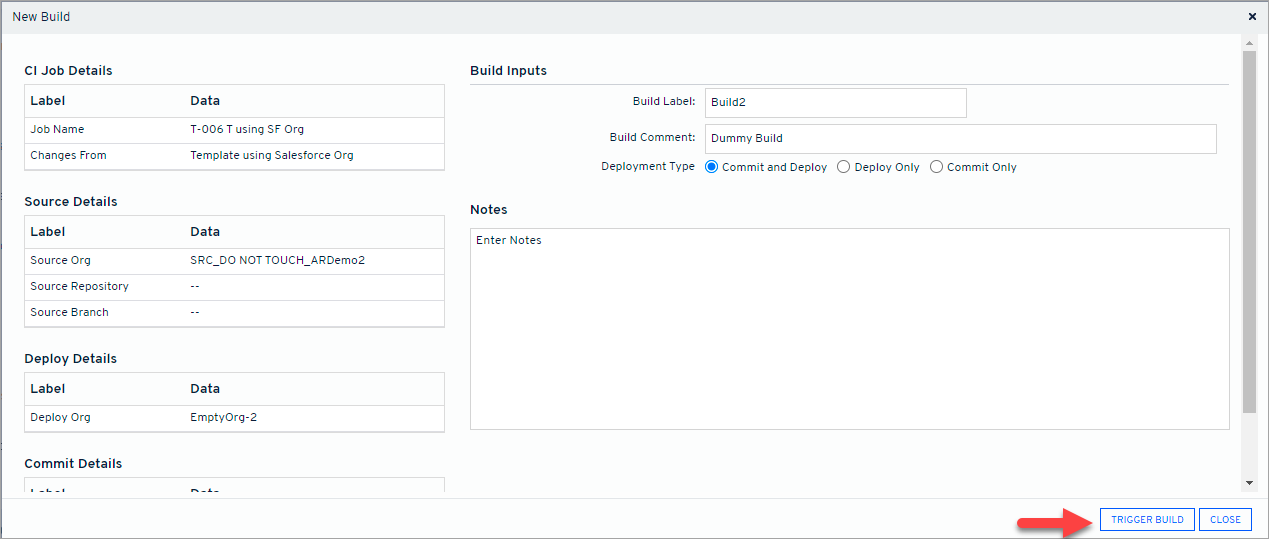 New Build
CI Job Details
Label Data
Job Name T-006 T using SF Org
Changes From Template using Salesforce Org
Source Details
Label Data
Source Org SRC_DO NOT TOUCH_ARDemo2
Source Repository --
Source Branch --
Deploy Details
Label Data
Deploy Org EmptyOrg-2
Commit Details
Label Data
Build Inputs
Build Label: Build2
Build Comment: Dummy Build
Deployment Type Commit and Deploy Deploy Only Commit Only
Notes
Enter Notes
TRIGGER BUILD CLOSE